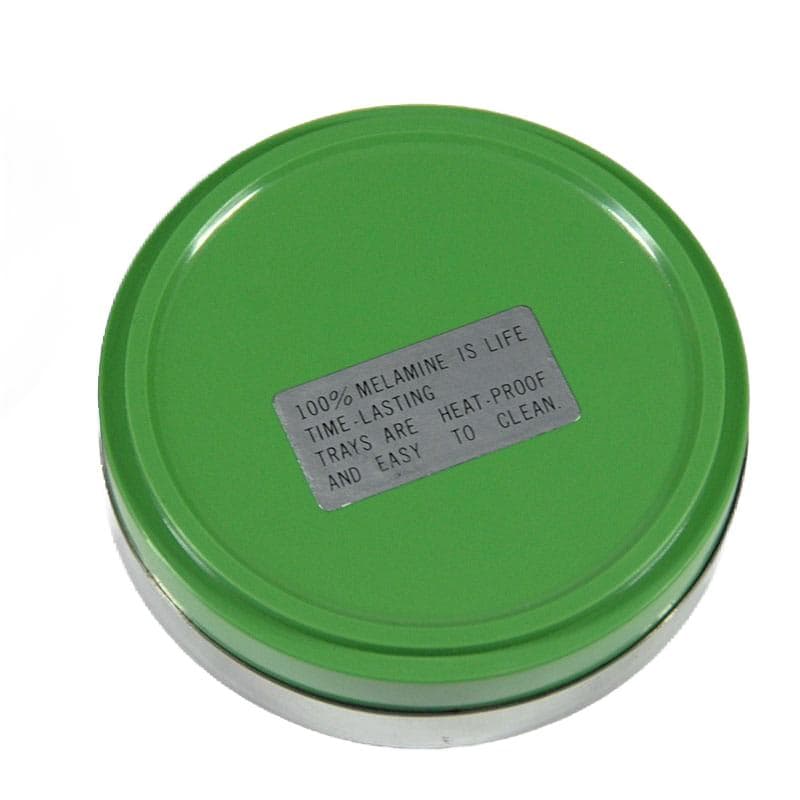 100% MELAMINE IS LIFE
TIME-LASTING
TRAYS ARE HEAT-PROOF
AND EASY TO CLEAN.